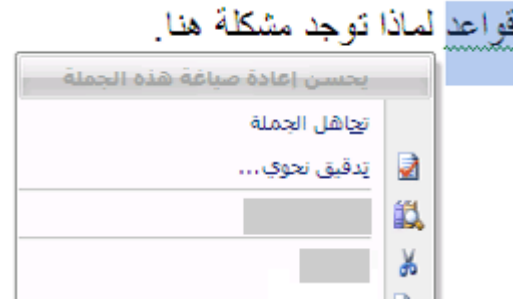 قواعد لماذا توجد مشكلة هنا.
يحسن إعادة صياغة هذه الجملة
تجاهل الجملة
تدقيق نحوي...